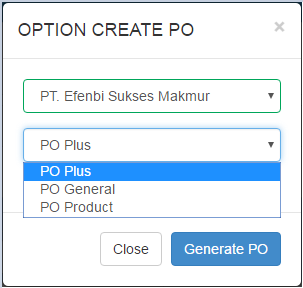 OPTION CREATE PO ×
PT. Efenbi Sukses Makmur
PO Plus
PO Plus
PO General
PO Product
Close Generate PO